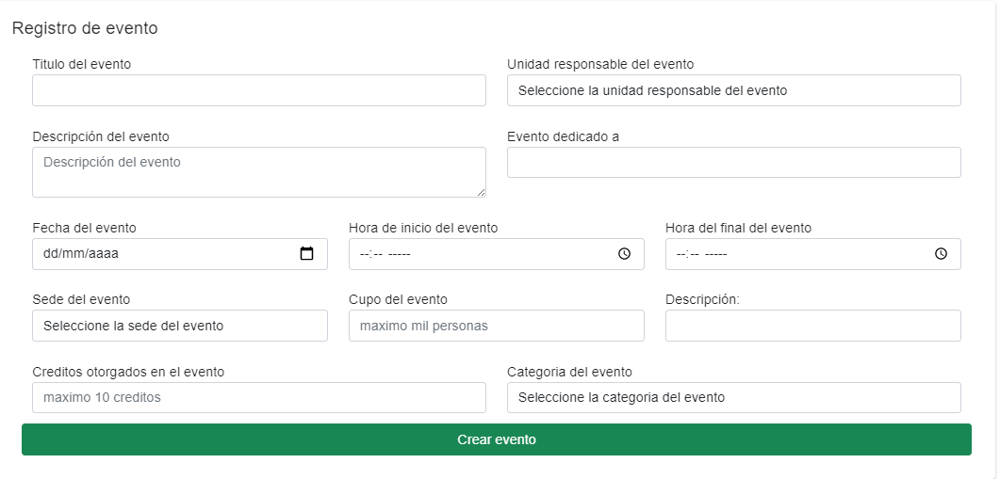 Registro de evento
Titulo del evento
Unidad responsable del evento
Seleccione la unidad responsable del evento
Descripción del evento
Evento dedicado a
Descripción del evento
Fecha del evento
Hora de inicio del evento
Hora del final del evento
dd/mm/aaaa
--:-- -----
--:-- -----
Sede del evento
Cupo del evento
Descripción:
Seleccione la sede del evento
maximo mil personas
Creditos otorgados en el evento
Categoria del evento
maximo 10 creditos
Seleccione la categoria del evento
Crear evento